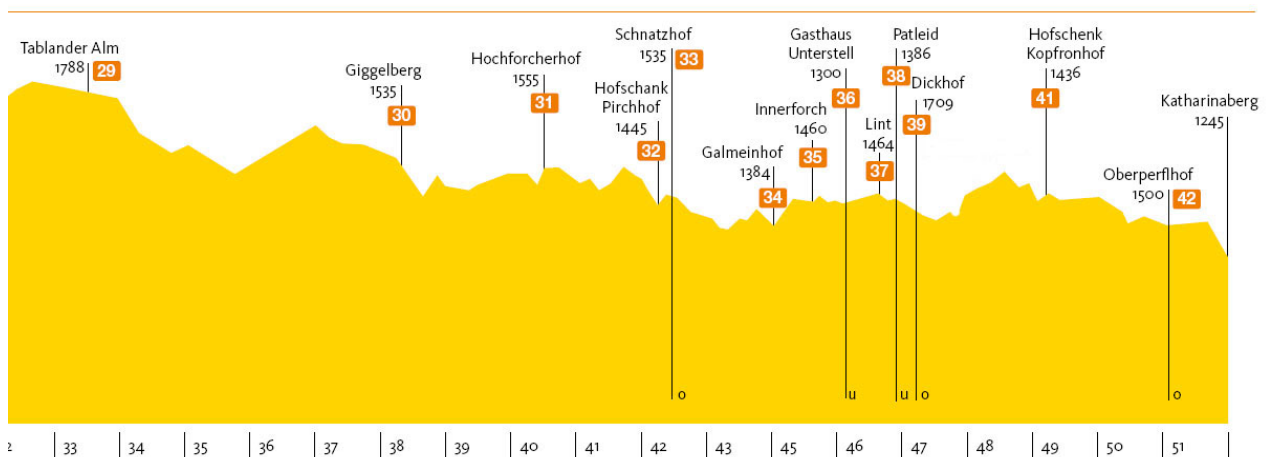 Tablander Alm
1788 29
Giggelberg
1535
30
Hochforcherhof
1555
31
Hofschank
Pirchhof
1445
32
Schnatzhof
1535 33
Galmeinhof
1384
34
Innerforch
1460
35
Gasthaus
Unterstell
1300
36
Lint
1464
37
Patleid
1386
38
Dickhof
1709
39
Hofschenk
Kopfronhof
1436
41
Oberperflhof
1500 42
Katharinaberg
1245
o u u o o
2 33 34 35 36 37 38 39 40 41 42 43 44 45 46 47 48 49 50 51